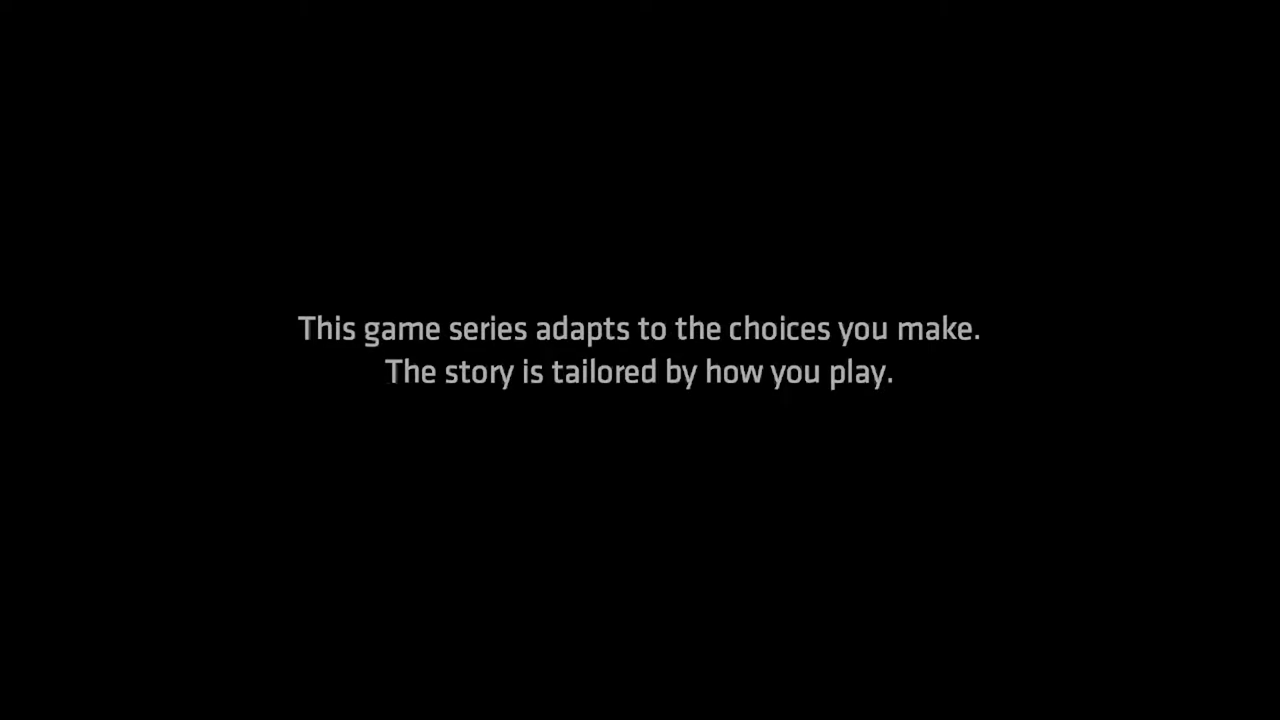 This game series adapts to the choices you make.
The story is tailored by how you play.